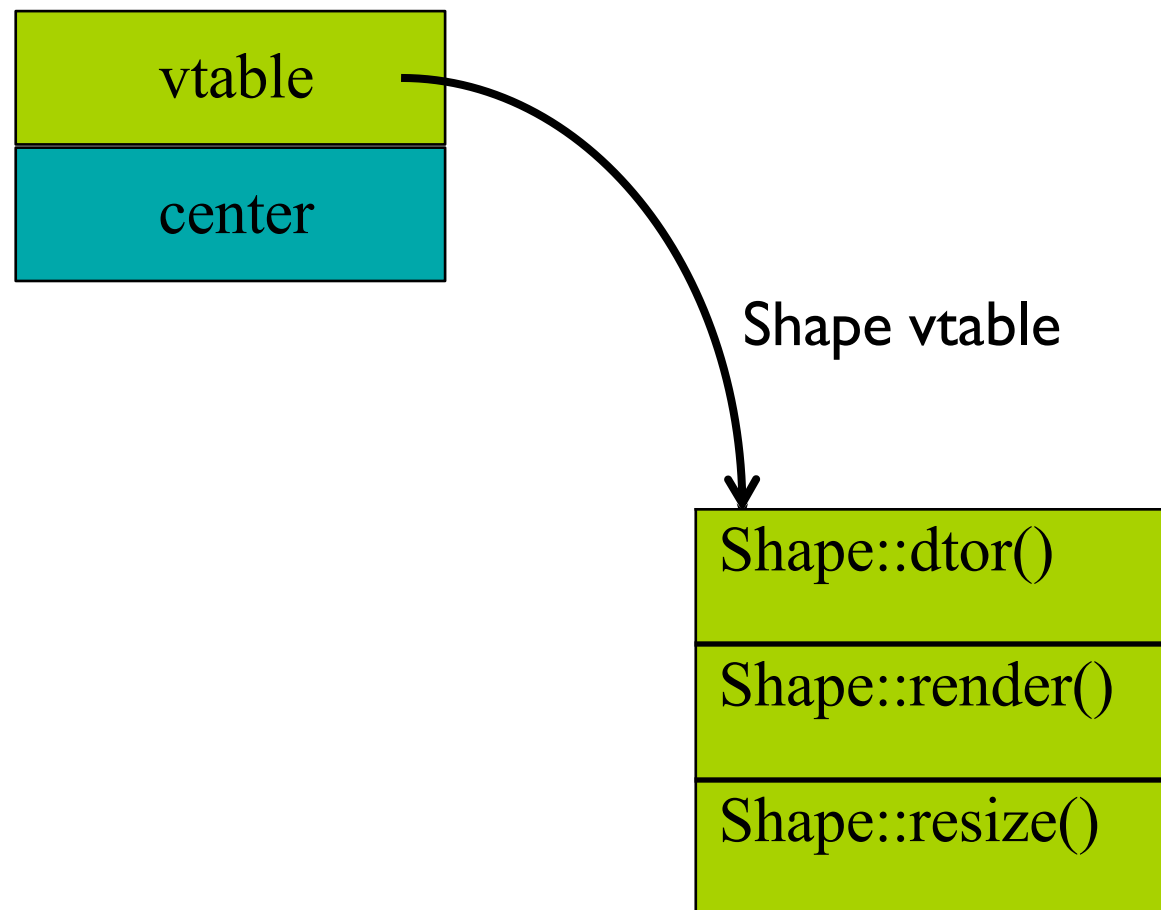 vtable
center
Shape vtable
Shape::dtor()
Shape::render()
Shape::resize()